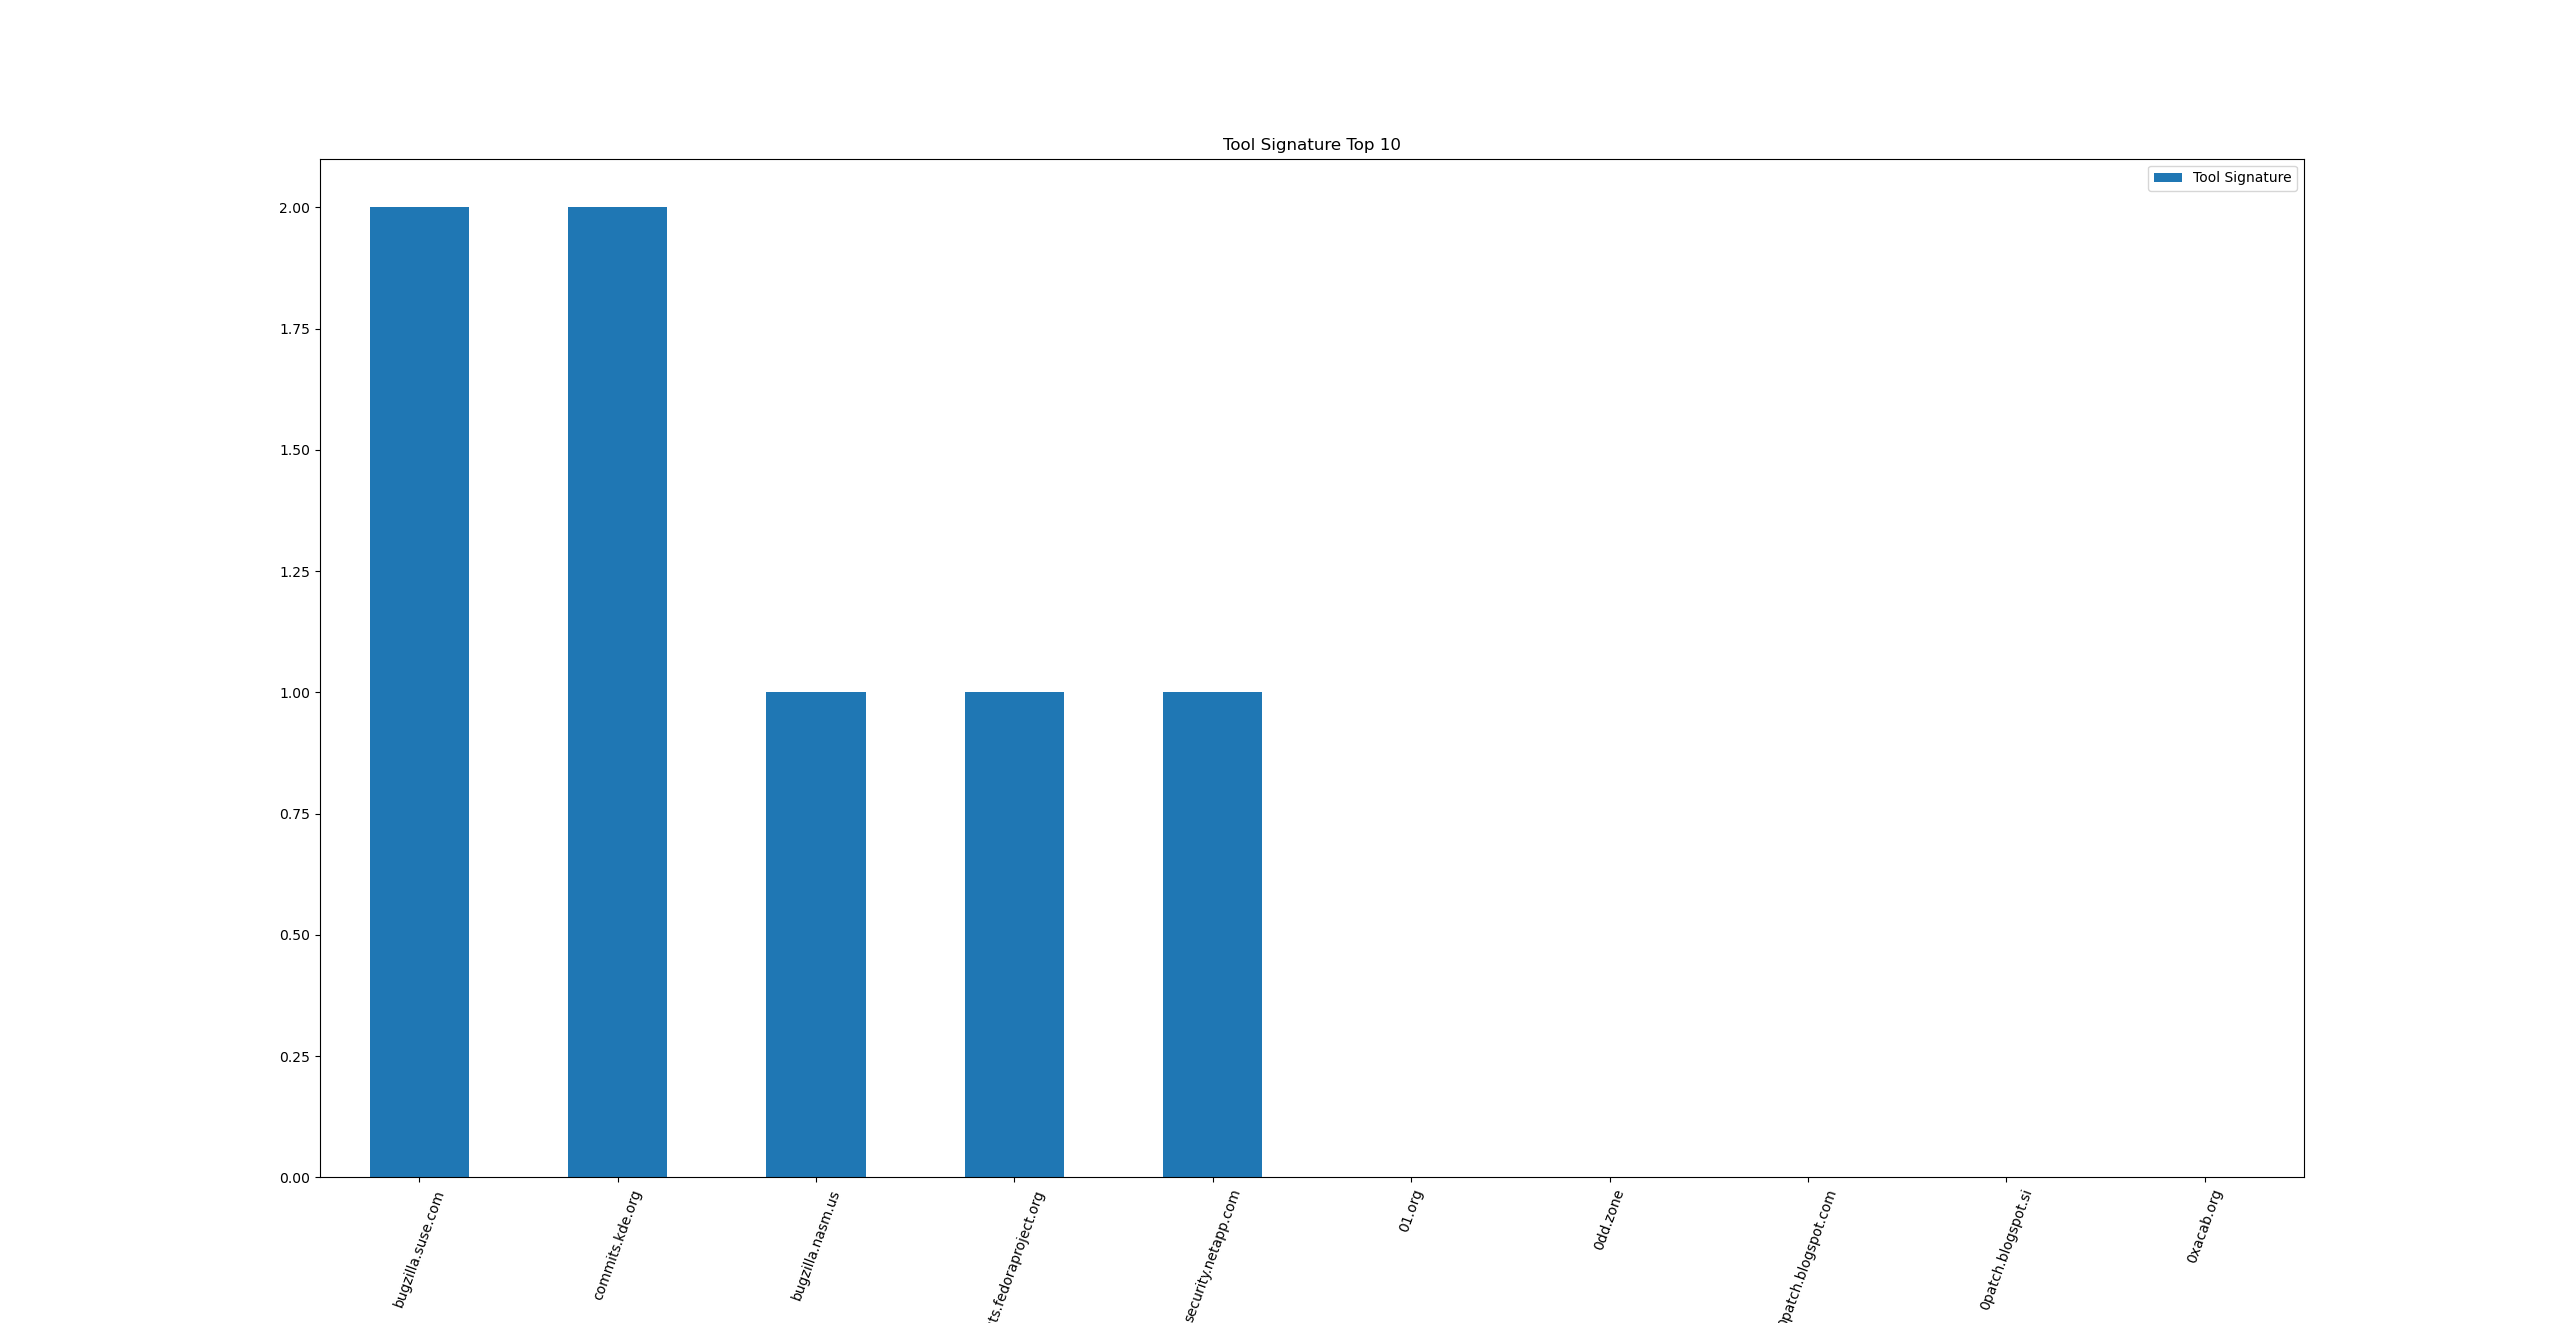 Tool Signature Top 10
Tool Signature
2.00
1.75
1.50
1.25
1.00
0.75
0.50
0.25
0.00
bugzilla.suse.com
commits.kde.org
bugzilla.nasm.us
ts.fedoraproject.org
security.netapp.com
01.org
0dd.zone
0patch.blogspot.com
0patch.blogspot.si
0xacab.org